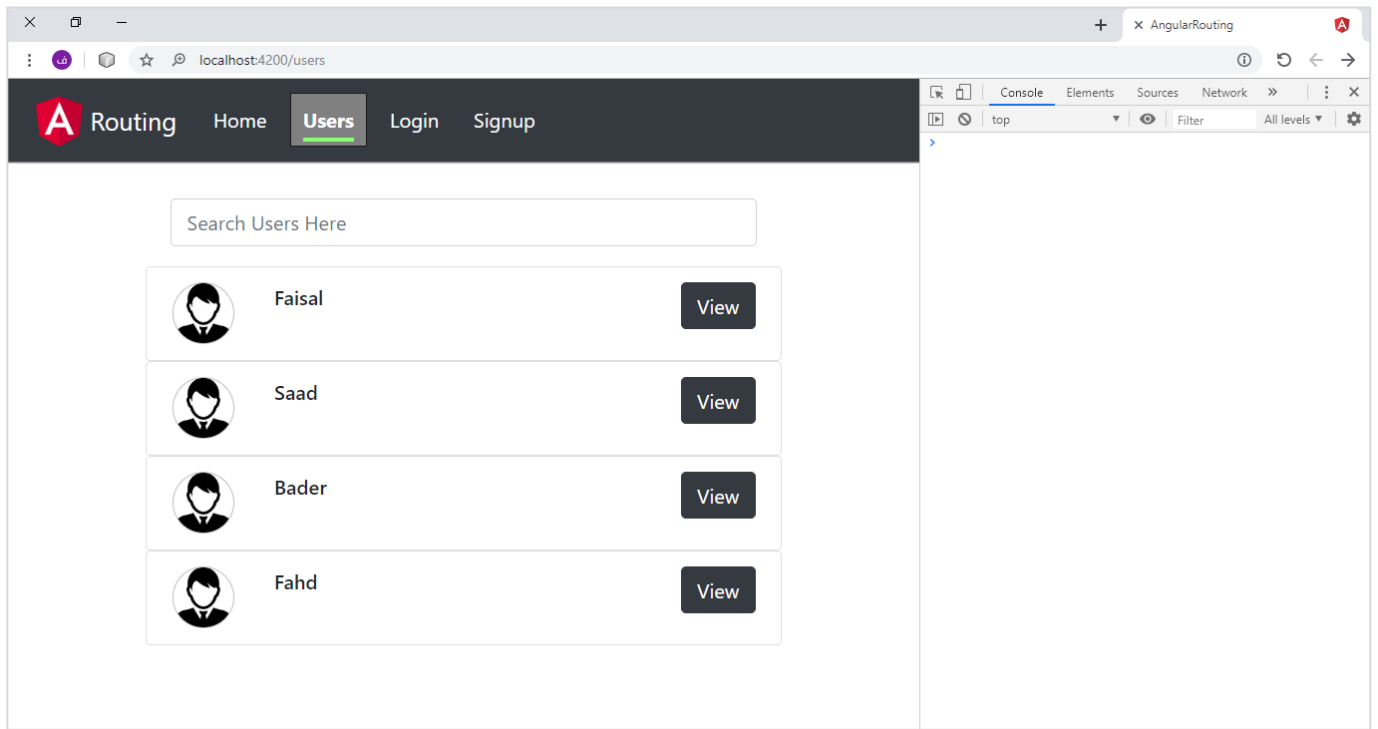 AngularRouting
ف
localhost:4200/users
Routing Home Users Login Signup
Console Elements Sources Network
top Filter All levels
Search Users Here
Faisal View
Saad View
Bader View
Fahd View